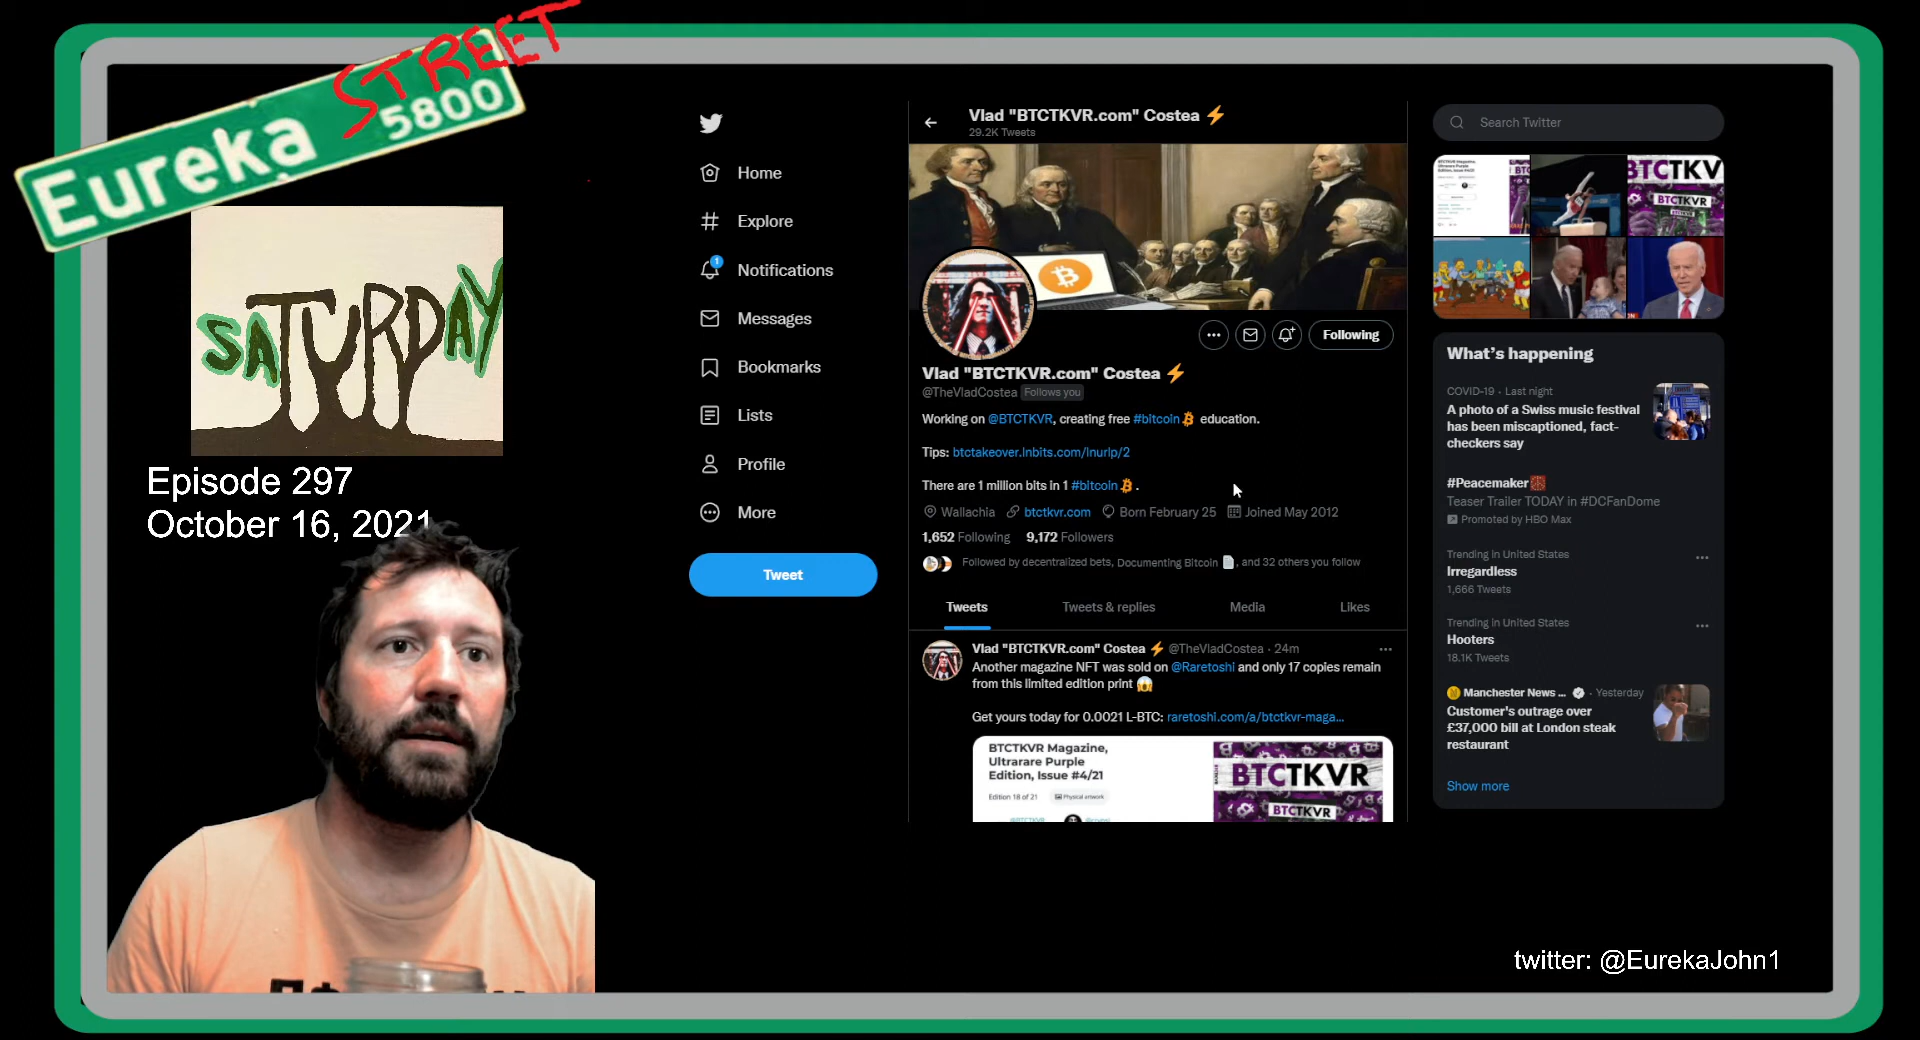 Eureka
STREET
5800
SATURDAY
Episode 297
October 16, 2021
Home
Explore
1
Notifications
Messages
Bookmarks
Lists
Profile
More
Tweet
Vlad "BTCTKVR.com" Costea ⚡
29.2K Tweets
Following
Vlad "BTCTKVR.com" Costea ⚡
@TheVladCostea Follows you
Working on @BTCTKVR, creating free #bitcoin education.
Tips: btctakeover.lnbits.com/lnurlp/2
There are 1 million bits in 1 #bitcoin .
Wallachia btctkvr.com Born February 25 Joined May 2012
1,652 Following 9,172 Followers
Followed by decentralized bets, Documenting Bitcoin 📄, and 32 others you follow
Tweets Tweets & replies Media Likes
Vlad "BTCTKVR.com" Costea ⚡ @TheVladCostea · 24m
Another magazine NFT was sold on @Raretoshi and only 17 copies remain
from this limited edition print 😱
Get yours today for 0.0021 L-BTC: raretoshi.com/a/btctkvr-maga...
BTCTKVR Magazine,
Ultrarare Purple
Edition, Issue #4/21
Edition 18 of 21 Physical artwork
BTCTKVR
BTCTKVR
Search Twitter
BTCTKV
BTCTKVR
What's happening
COVID-19 · Last night
A photo of a Swiss music festival
has been miscaptioned, fact-
checkers say
#Peacemaker
Teaser Trailer TODAY in #DCFanDome
Promoted by HBO Max
Trending in United States
Irregardless
1,666 Tweets
Trending in United States
Hooters
18.1K Tweets
Manchester News ... · Yesterday
Customer's outrage over
£37,000 bill at London steak
restaurant
Show more
twitter: @EurekaJohn1